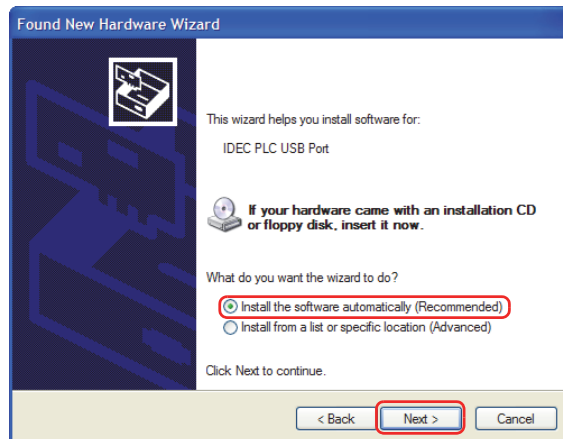 Found New Hardware Wizard
This wizard helps you install software for:
IDEC PLC USB Port
If your hardware came with an installation CD
or floppy disk, insert it now.
What do you want the wizard to do?
Install the software automatically (Recommended)
Install from a list or specific location (Advanced)
Click Next to continue.
< Back Next > Cancel